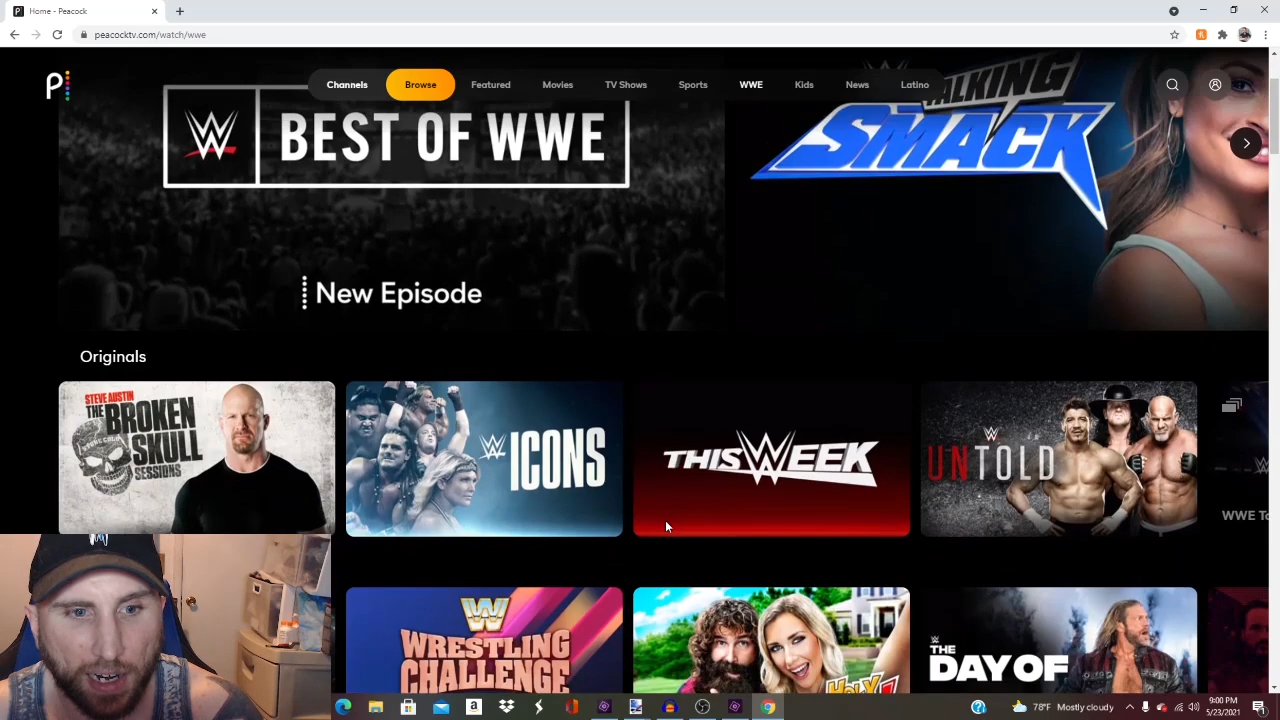 Home - Peacock
peacocktv.com/watch/wwe
P
Channels
Browse
Featured
Movies
TV Shows
Sports
WWE
Kids
News
Latino
W
BEST OF WWE
TALKING
SMACK
New Episode
Originals
STEVE AUSTIN
THE BROKEN
SKULL
SESSIONS
W ICONS
THIS WEEK
W
UNTOLD
WWE To
W
WRESTLING
CHALLENGE
HOLY
THE
DAY OF
78°F Mostly cloudy
9:00 PM
5/23/2021